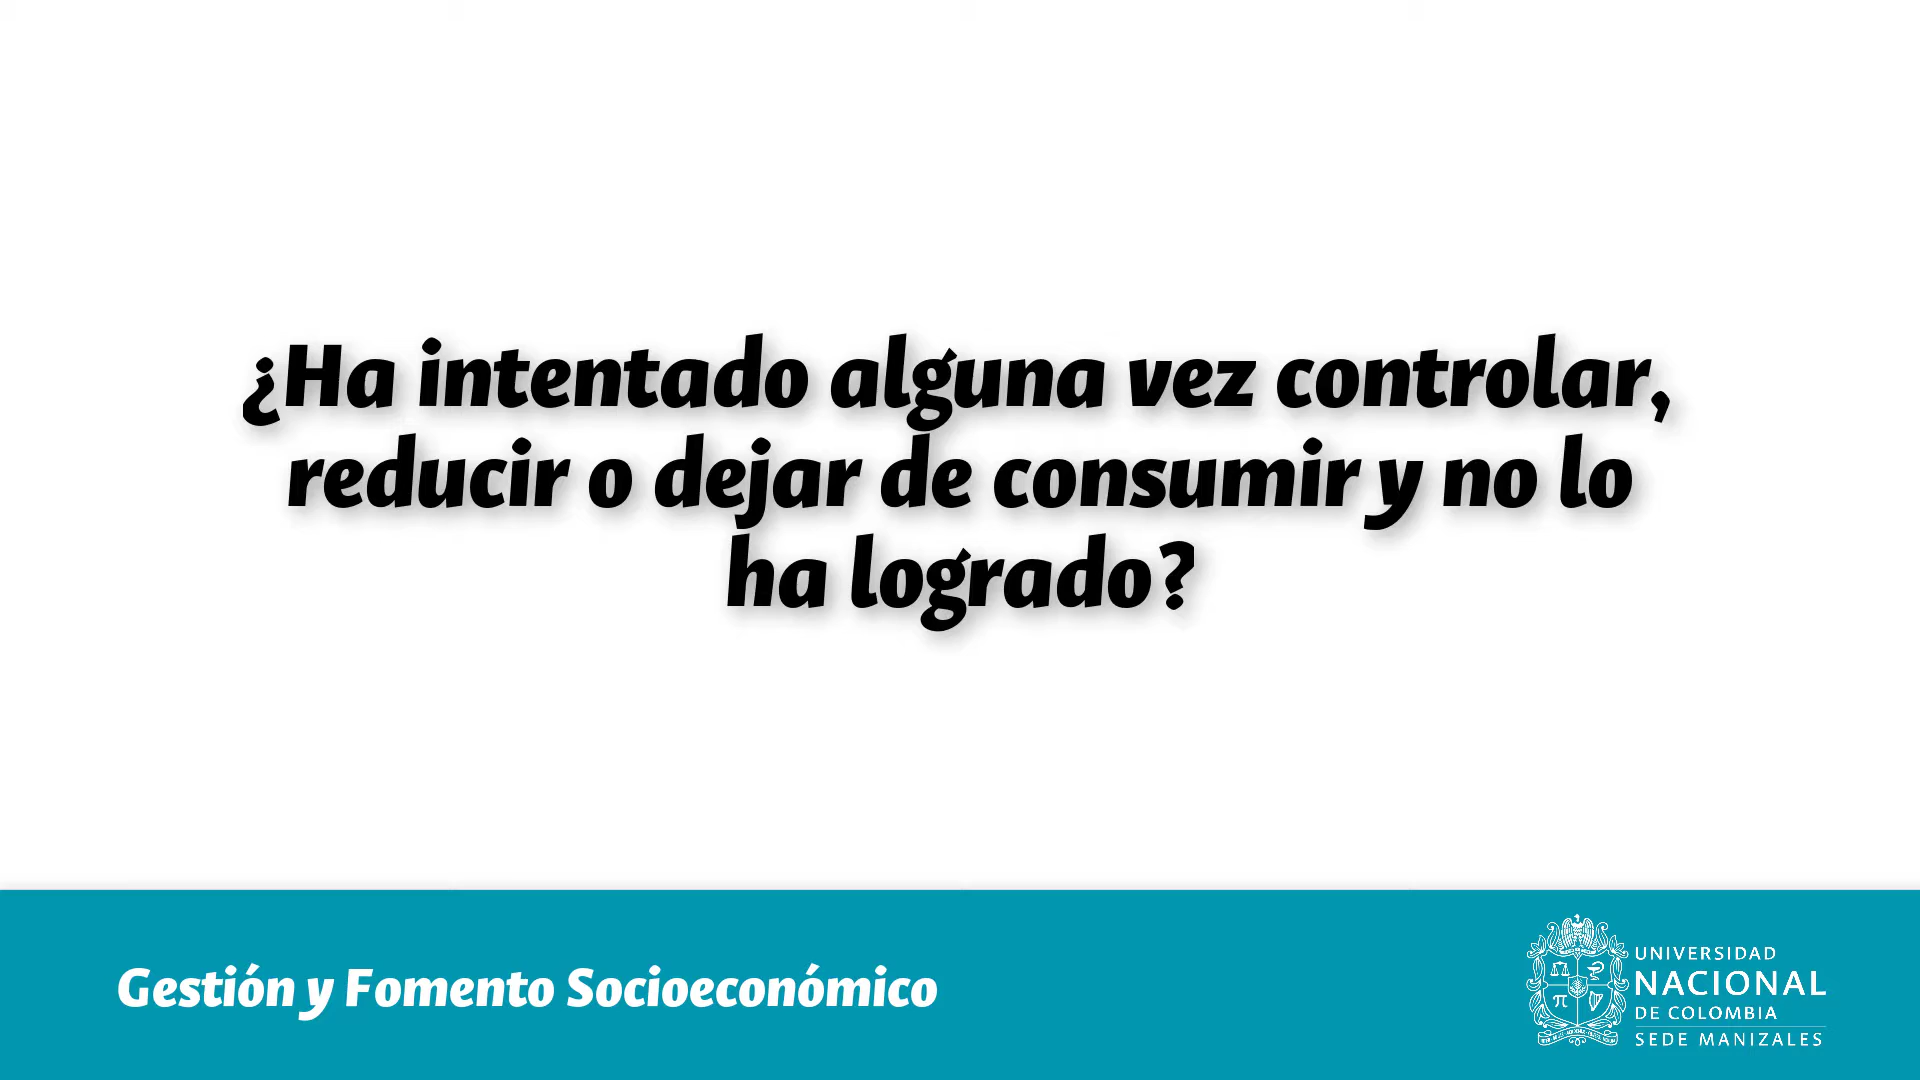 ¿Ha intentado alguna vez controlar,
reducir o dejar de consumir y no lo
ha logrado?
Gestión y Fomento Socioeconómico
UNIVERSIDAD
NACIONAL
DE COLOMBIA
SEDE MANIZALES